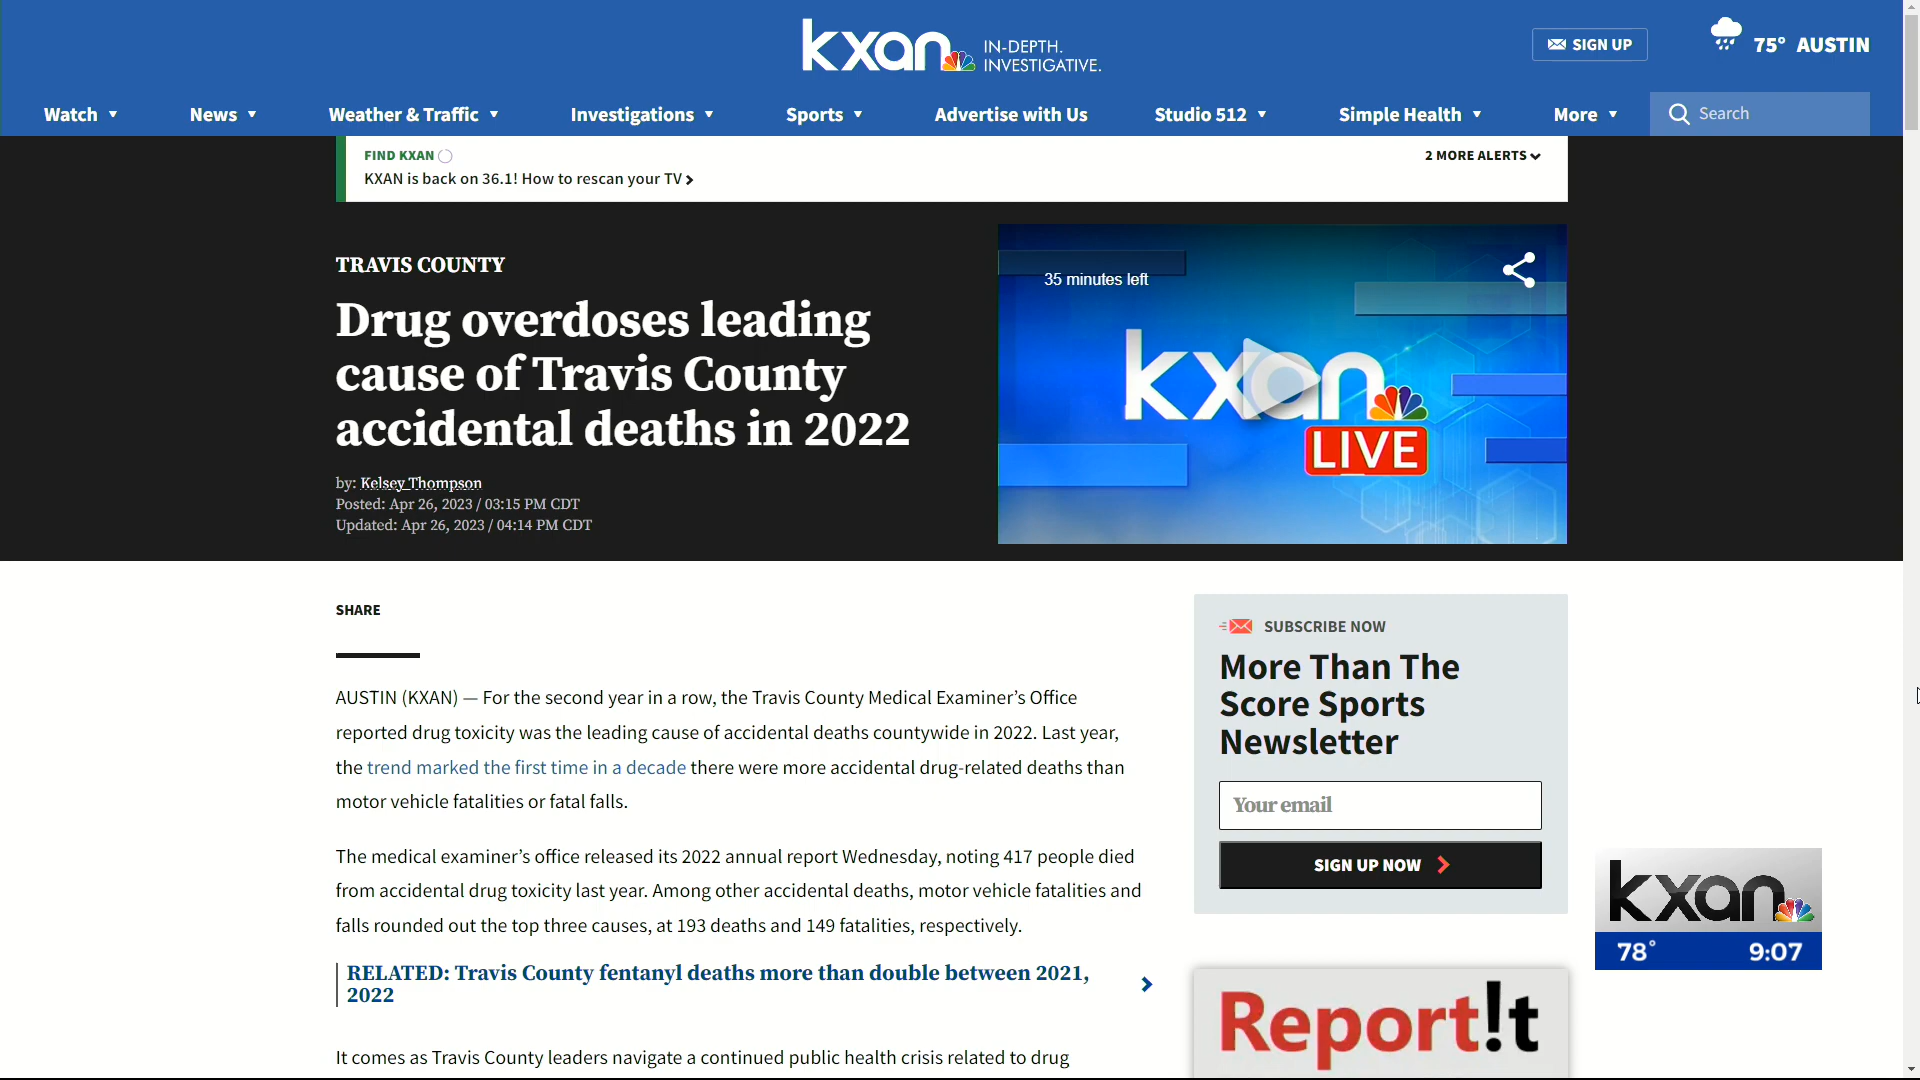 kxan
IN-DEPTH.
INVESTIGATIVE.
SIGN UP
75° AUSTIN
Watch
News
Weather & Traffic
Investigations
Sports
Advertise with Us
Studio 512
Simple Health
More
Search
FIND KXAN
2 MORE ALERTS
KXAN is back on 36.1! How to rescan your TV
TRAVIS COUNTY
Drug overdoses leading
cause of Travis County
accidental deaths in 2022
by: Kelsey Thompson
Posted: Apr 26, 2023 / 03:15 PM CDT
Updated: Apr 26, 2023 / 04:14 PM CDT
35 minutes left
kxan
LIVE
SHARE
AUSTIN (KXAN) — For the second year in a row, the Travis County Medical Examiner’s Office
reported drug toxicity was the leading cause of accidental deaths countywide in 2022. Last year,
the trend marked the first time in a decade there were more accidental drug-related deaths than
motor vehicle fatalities or fatal falls.
The medical examiner’s office released its 2022 annual report Wednesday, noting 417 people died
from accidental drug toxicity last year. Among other accidental deaths, motor vehicle fatalities and
falls rounded out the top three causes, at 193 deaths and 149 fatalities, respectively.
RELATED: Travis County fentanyl deaths more than double between 2021,
2022
It comes as Travis County leaders navigate a continued public health crisis related to drug
SUBSCRIBE NOW
More Than The
Score Sports
Newsletter
Your email
SIGN UP NOW
Report!t
kxan
78° 9:07